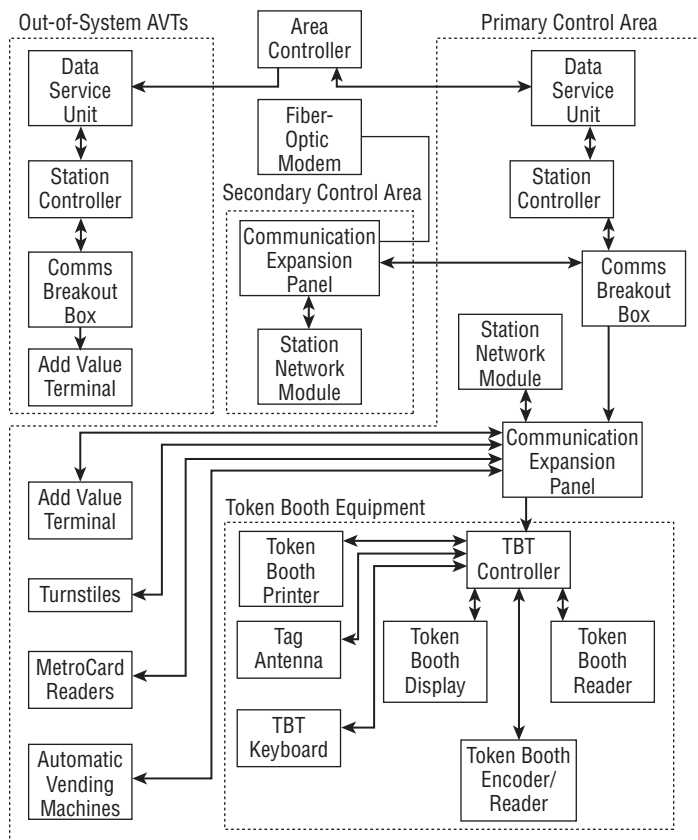 Out-of-System AVTs
Area
Controller
Primary Control Area
Data
Service
Unit
Data
Service
Unit
Fiber-
Optic
Modem
Station
Controller
Station
Controller
Secondary Control Area
Communication
Expansion
Panel
Comms
Breakout
Box
Comms
Breakout
Box
Station
Network
Module
Station
Network
Module
Add Value
Terminal
Communication
Expansion
Panel
Add Value
Terminal
Token Booth Equipment
Token
Booth
Printer
TBT
Controller
Turnstiles
Tag
Antenna
Token
Booth
Display
Token
Booth
Reader
MetroCard
Readers
TBT
Keyboard
Automatic
Vending
Machines
Token Booth
Encoder/
Reader